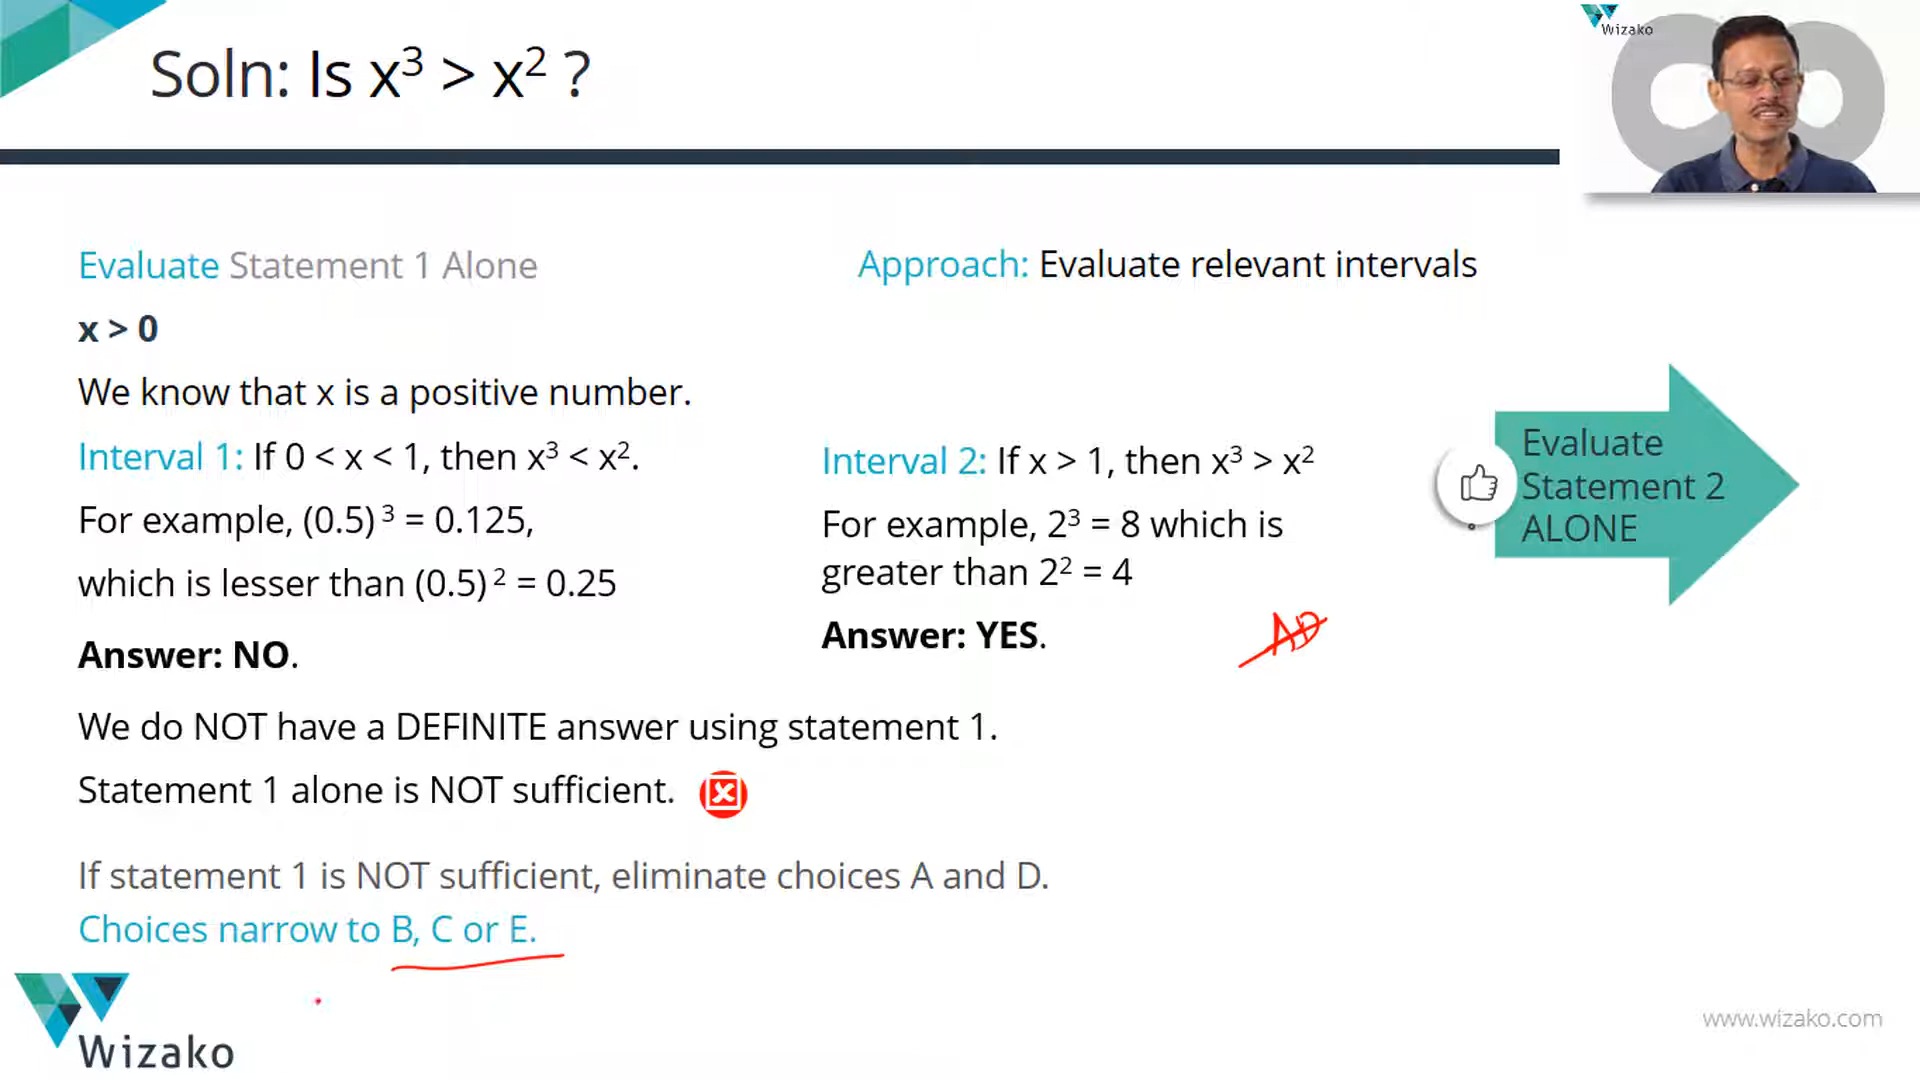 Soln: Is x³ > x² ?
Wizako
Evaluate Statement 1 Alone
Approach: Evaluate relevant intervals
x > 0
We know that x is a positive number.
Interval 1: If 0 < x < 1, then x³ < x².
For example, (0.5)³ = 0.125,
which is lesser than (0.5)² = 0.25
Answer: NO.
Interval 2: If x > 1, then x³ > x²
For example, 2³ = 8 which is
greater than 2² = 4
Answer: YES.
AD
Evaluate
Statement 2
ALONE
We do NOT have a DEFINITE answer using statement 1.
Statement 1 alone is NOT sufficient.
If statement 1 is NOT sufficient, eliminate choices A and D.
Choices narrow to B, C or E.
Wizako
www.wizako.com